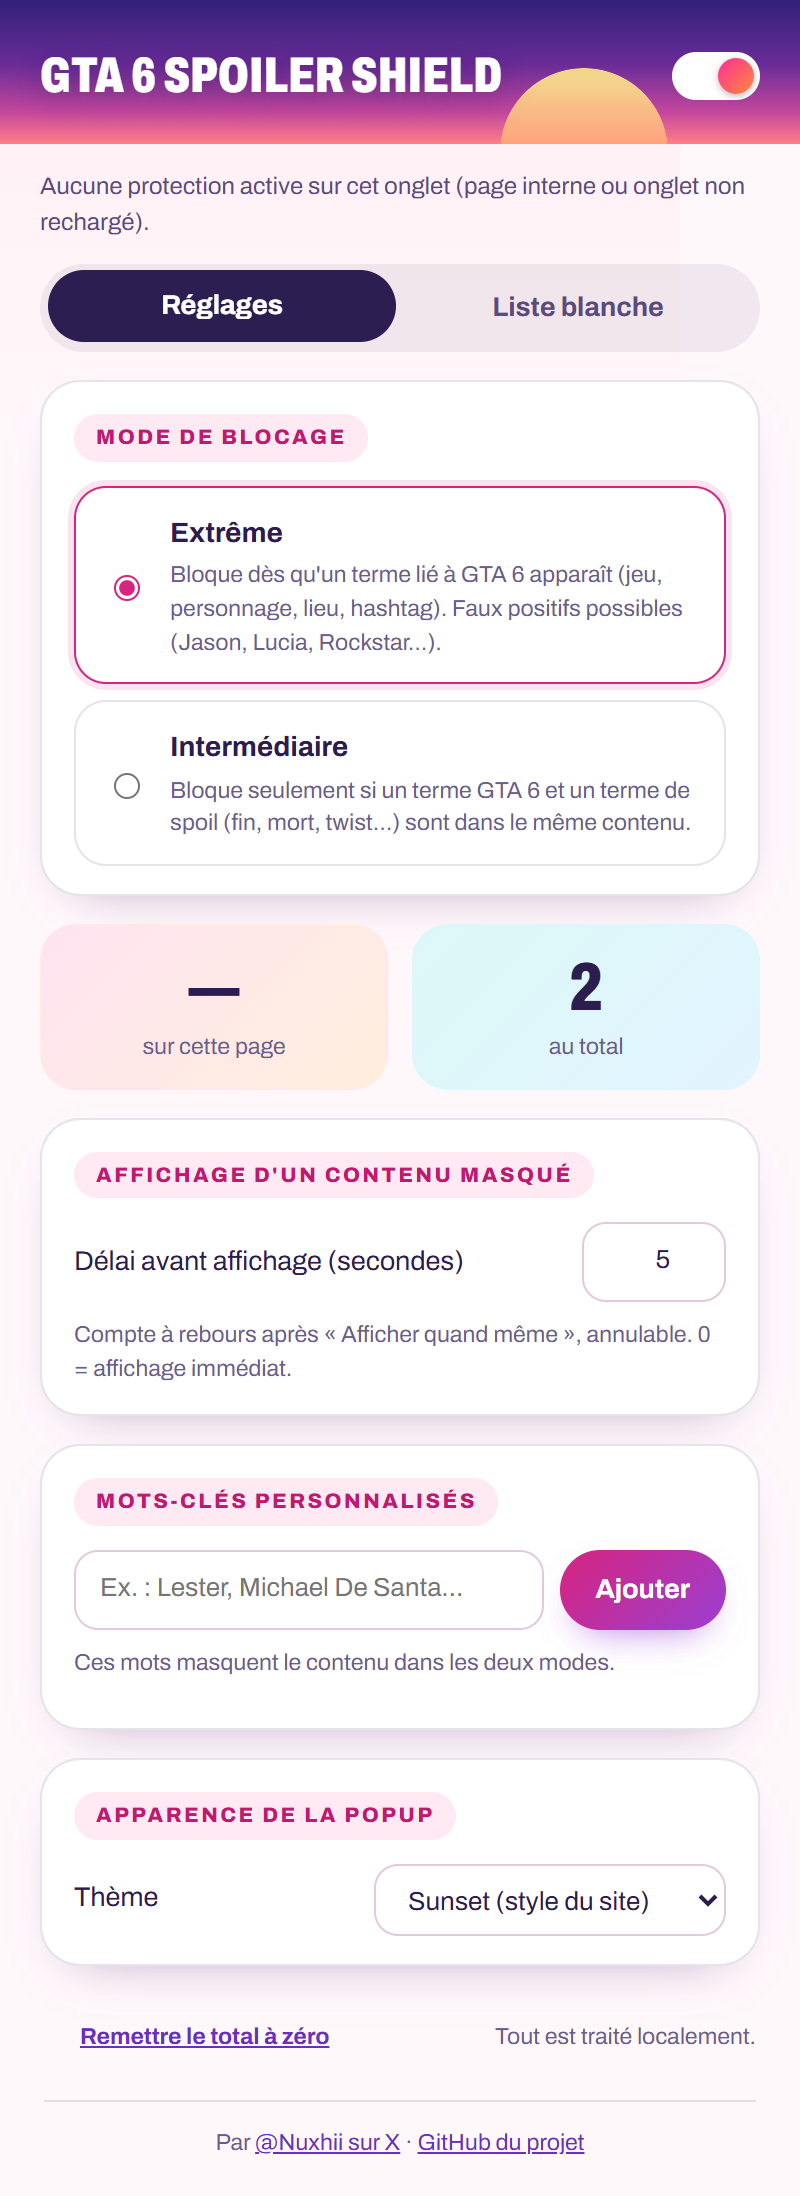 GTA 6 SPOILER SHIELD
Aucune protection active sur cet onglet (page interne ou onglet non
rechargé).
Réglages
Liste blanche
MODE DE BLOCAGE
Extrême
Bloque dès qu'un terme lié à GTA 6 apparaît (jeu,
personnage, lieu, hashtag). Faux positifs possibles
(Jason, Lucia, Rockstar...).
Intermédiaire
Bloque seulement si un terme GTA 6 et un terme de
spoil (fin, mort, twist...) sont dans le même contenu.
—
sur cette page
2
au total
AFFICHAGE D'UN CONTENU MASQUÉ
Délai avant affichage (secondes)
5
Compte à rebours après « Afficher quand même », annulable. 0
= affichage immédiat.
MOTS-CLÉS PERSONNALISÉS
Ex. : Lester, Michael De Santa...
Ajouter
Ces mots masquent le contenu dans les deux modes.
APPARENCE DE LA POPUP
Thème
Sunset (style du site)
Remettre le total à zéro
Tout est traité localement.
Par @Nuxhii sur X · GitHub du projet